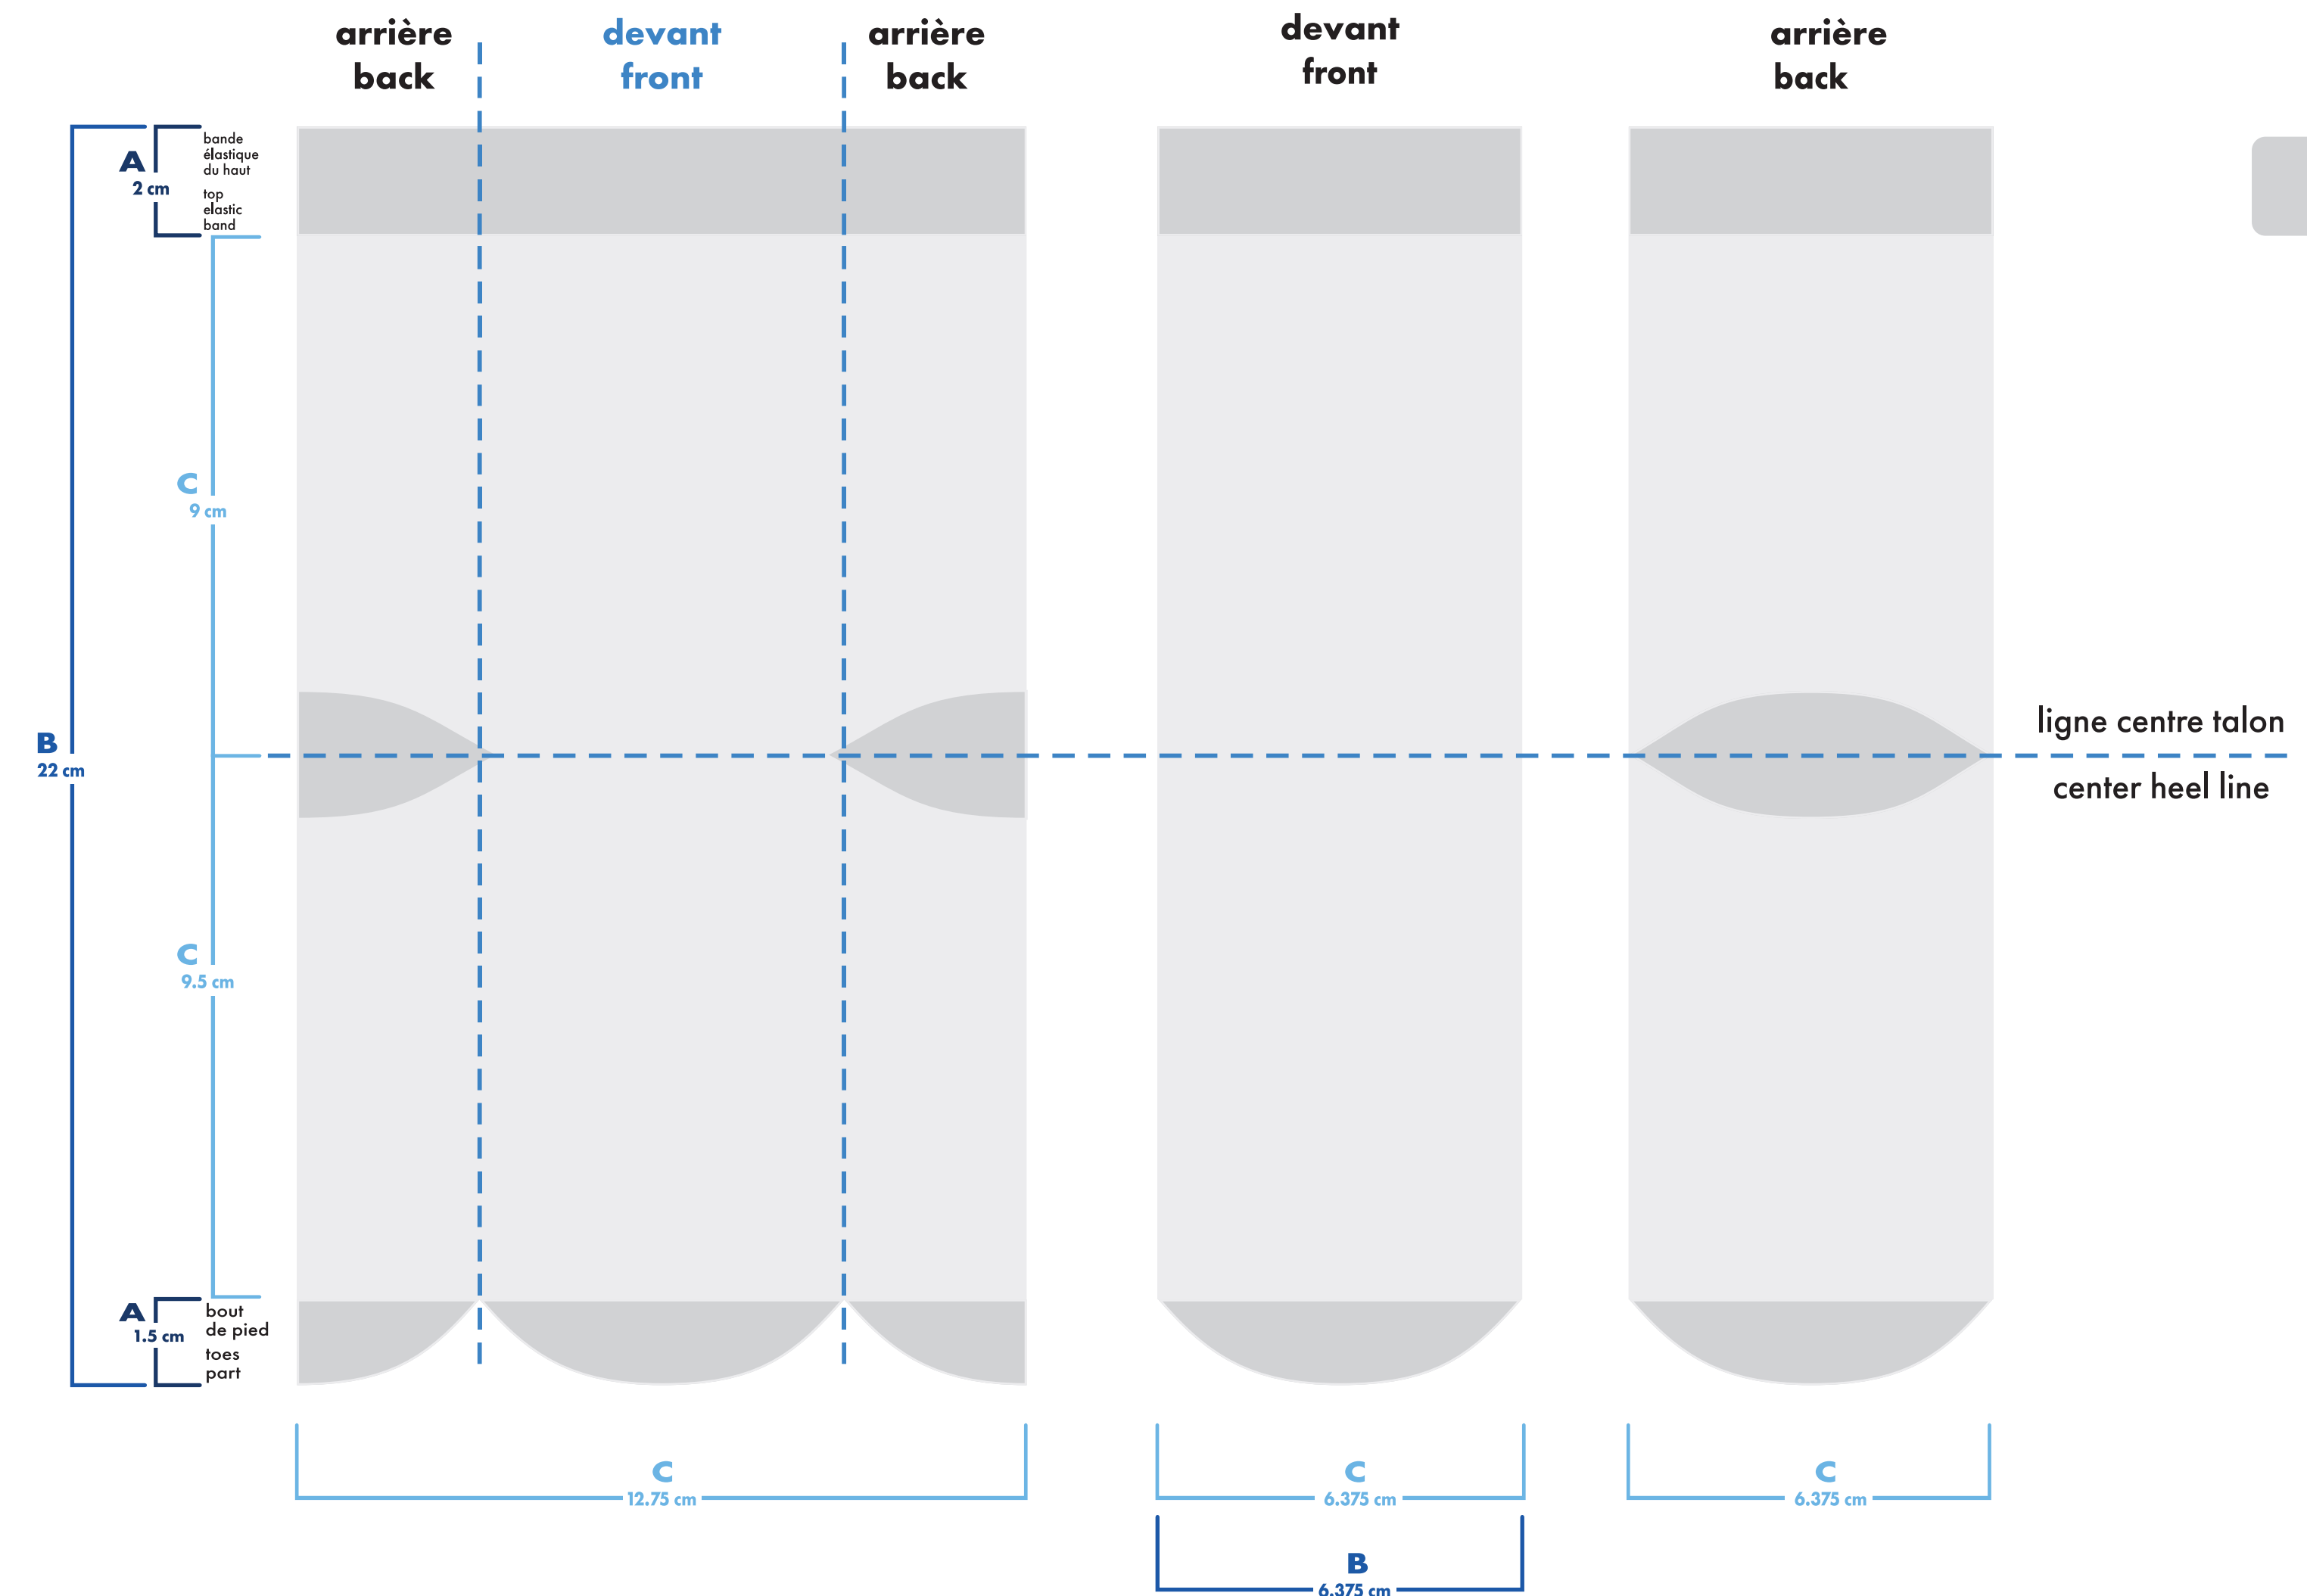 arrière
back
devant
front
arrière
back
devant
front
arrière
back
A
2 cm
bande
élastique
du haut
top
elastic
band
C
9 cm
B
22 cm
ligne centre talon
center heel line
C
9.5 cm
A
1.5 cm
bout
de pied
toes
part
C
12.75 cm
C
6.375 cm
C
6.375 cm
B
6.375 cm